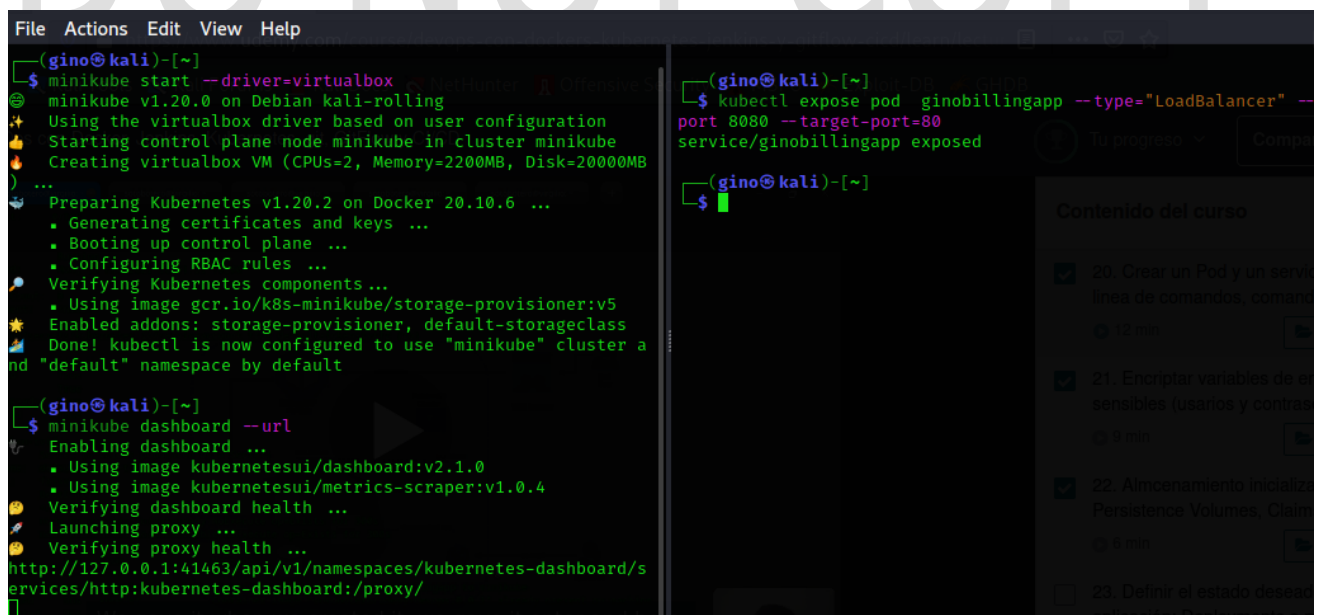 File Actions Edit View Help
(gino㉿kali)-[~]
$ minikube start --driver=virtualbox
minikube v1.20.0 on Debian kali-rolling
Using the virtualbox driver based on user configuration
Starting control plane node minikube in cluster minikube
Creating virtualbox VM (CPUs=2, Memory=2200MB, Disk=20000MB
) ...
Preparing Kubernetes v1.20.2 on Docker 20.10.6 ...
▪ Generating certificates and keys ...
▪ Booting up control plane ...
▪ Configuring RBAC rules ...
Verifying Kubernetes components...
▪ Using image gcr.io/k8s-minikube/storage-provisioner:v5
Enabled addons: storage-provisioner, default-storageclass
Done! kubectl is now configured to use "minikube" cluster a
nd "default" namespace by default
(gino㉿kali)-[~]
$ minikube dashboard --url
Enabling dashboard ...
▪ Using image kubernetesui/dashboard:v2.1.0
▪ Using image kubernetesui/metrics-scraper:v1.0.4
Verifying dashboard health ...
Launching proxy ...
Verifying proxy health ...
http://127.0.0.1:41463/api/v1/namespaces/kubernetes-dashboard/s
ervices/http:kubernetes-dashboard:/proxy/
(gino㉿kali)-[~]
$ kubectl expose pod ginobillingapp --type="LoadBalancer" --
port 8080 --target-port=80
service/ginobillingapp exposed
(gino㉿kali)-[~]
$
Tu progreso
Contenido del curso
20. Crear un Pod y un
linea de comandos,
12 min
21. Encriptar variables de
sensibles (usarios y
9 min
22. Almcenamiento
Persistence Volumes, Claim
6 min
23. Definir el estado